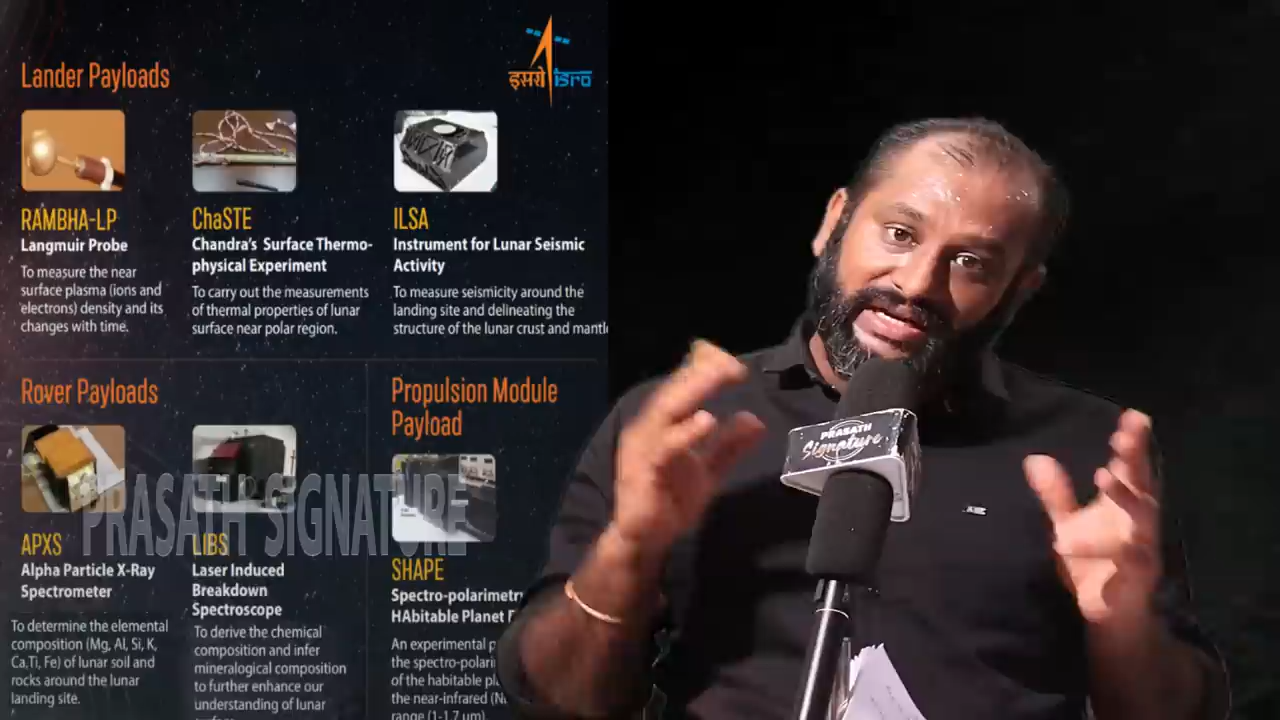 इसरो isro
Lander Payloads
RAMBHA-LP
Langmuir Probe
To measure the near
surface plasma (ions and
electrons) density and its
changes with time.
ChaSTE
Chandra's Surface Thermo-
physical Experiment
To carry out the measurements
of thermal properties of lunar
surface near polar region.
ILSA
Instrument for Lunar Seismic
Activity
To measure seismicity around the
landing site and delineating the
structure of the lunar crust and mantl
Rover Payloads
APXS
Alpha Particle X-Ray
Spectrometer
To determine the elemental
composition (Mg, Al, Si, K,
Ca,Ti, Fe) of lunar soil and
rocks around the lunar
landing site.
LIBS
Laser Induced
Breakdown
Spectroscope
To derive the chemical
composition and infer
mineralogical composition
to further enhance our
understanding of lunar
Propulsion Module
Payload
SHAPE
Spectro-polarimetr
HAbitable Planet E
An experimental p
the spectro-polari
of the habitable pl
the near-infrared (N
range (1-1.7 μm).
PRASATH SIGNATURE
PRASATH
Signature